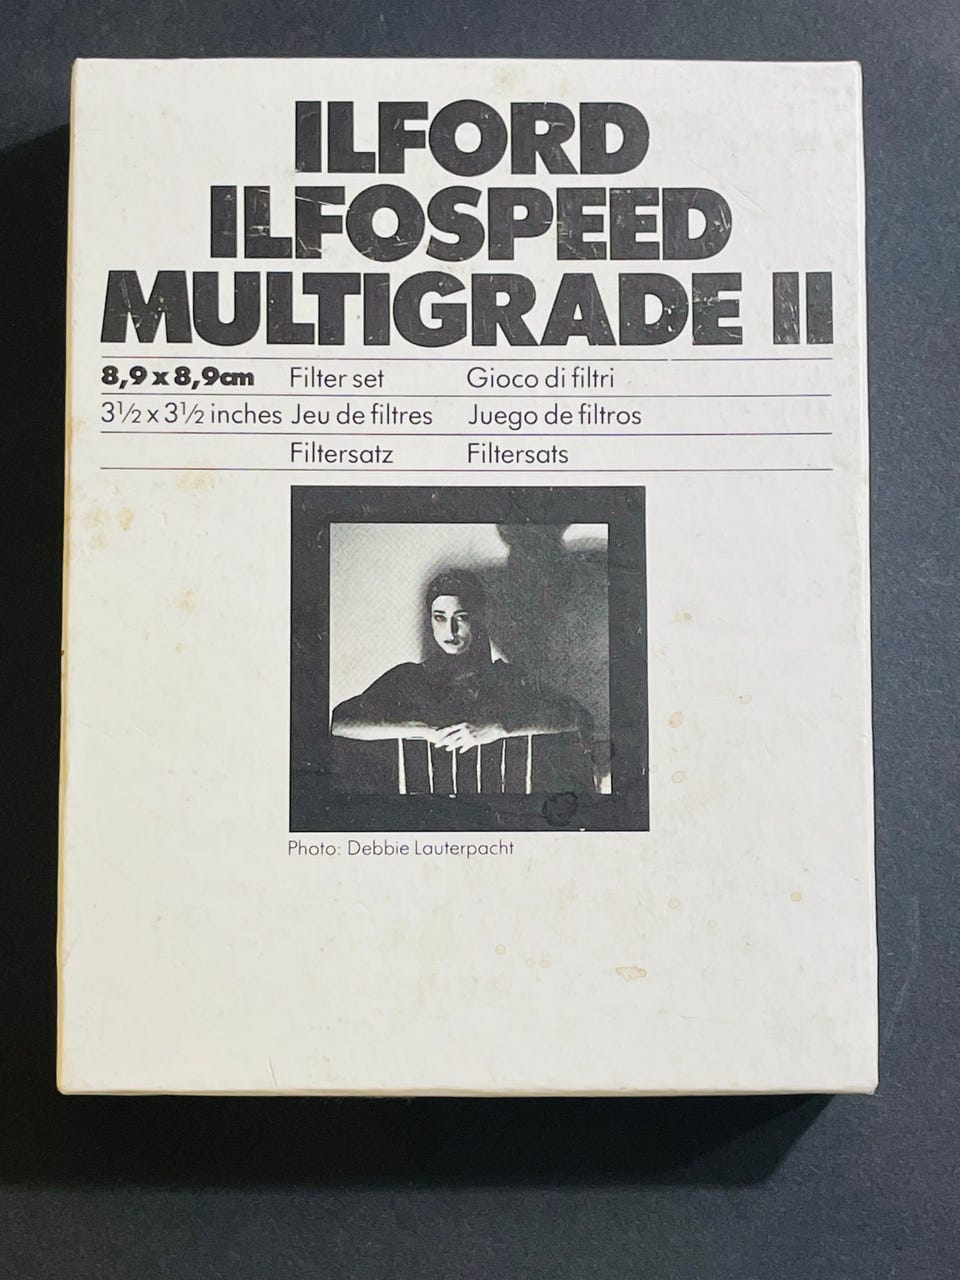 ILFORD
ILFOSPEED
MULTIGRADE II
8,9 x 8,9cm Filter set Gioco di filtri
3½ x 3½ inches Jeu de filtres Juego de filtros
Filtersatz Filtersats
Photo: Debbie Lauterpacht